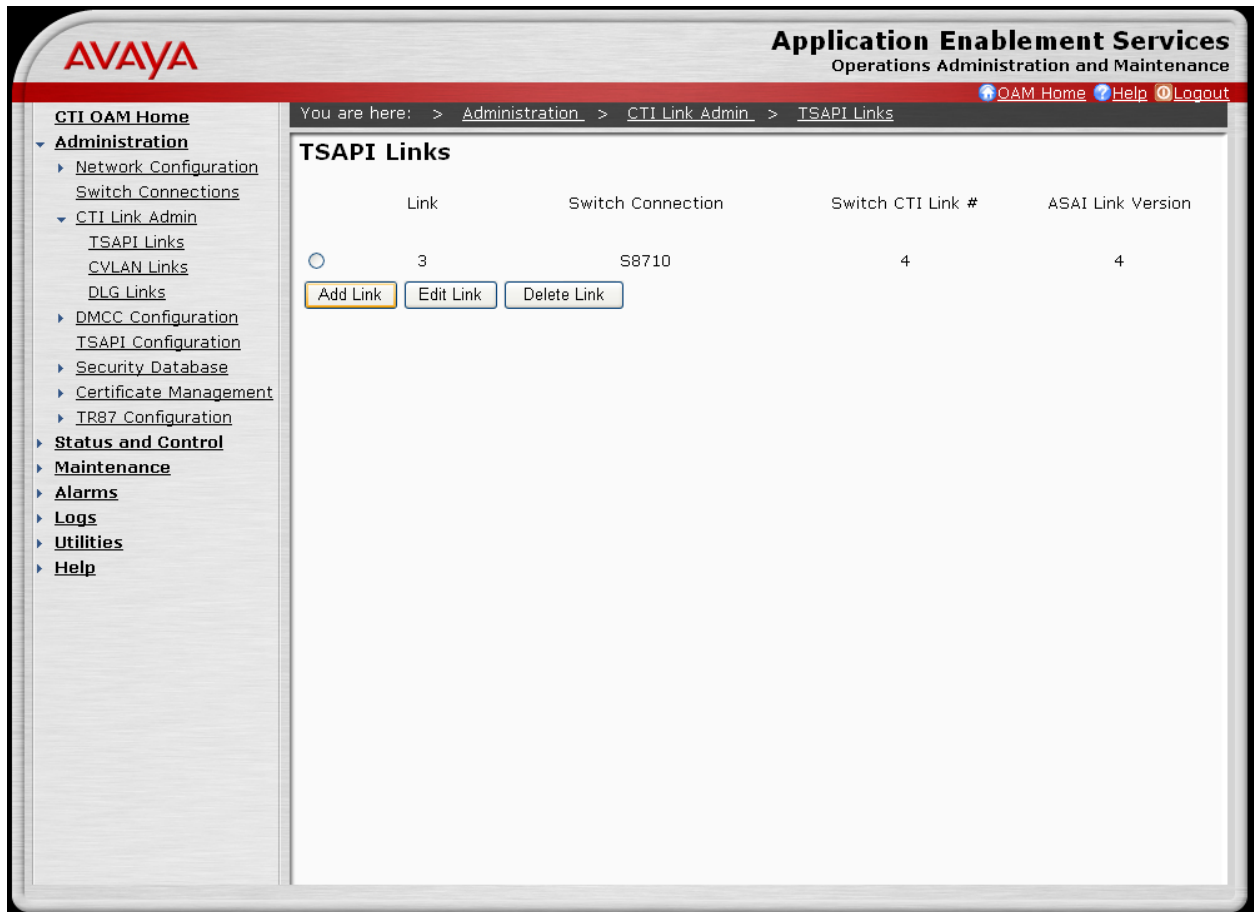 AVAYA
Application Enablement Services
Operations Administration and Maintenance
OAM Home Help Logout
CTI OAM Home
Administration
Network Configuration
Switch Connections
CTI Link Admin
TSAPI Links
CVLAN Links
DLG Links
DMCC Configuration
TSAPI Configuration
Security Database
Certificate Management
TR87 Configuration
Status and Control
Maintenance
Alarms
Logs
Utilities
Help
You are here: > Administration > CTI Link Admin > TSAPI Links
TSAPI Links
Link Switch Connection Switch CTI Link # ASAI Link Version
3 S8710 4 4
Add Link Edit Link Delete Link